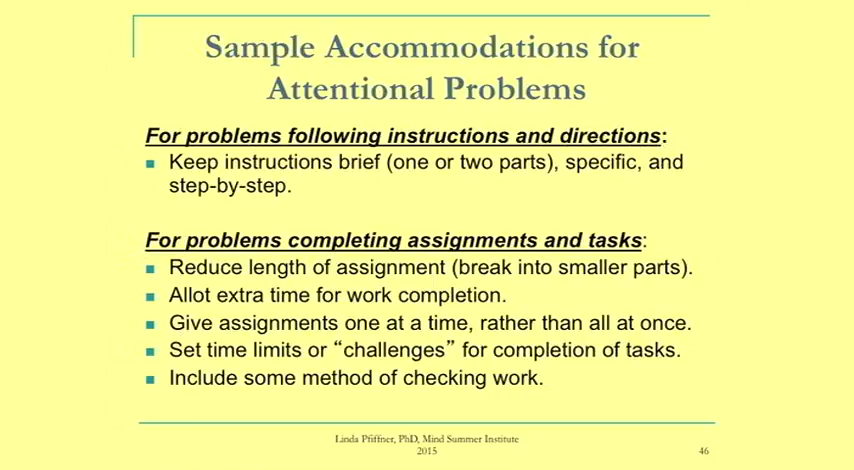 Sample Accommodations for
Attentional Problems
For problems following instructions and directions:
Keep instructions brief (one or two parts), specific, and
step-by-step.
For problems completing assignments and tasks:
Reduce length of assignment (break into smaller parts).
Allot extra time for work completion.
Give assignments one at a time, rather than all at once.
Set time limits or “challenges” for completion of tasks.
Include some method of checking work.
Linda Pfiffner, PhD, Mind Summer Institute
2015
46